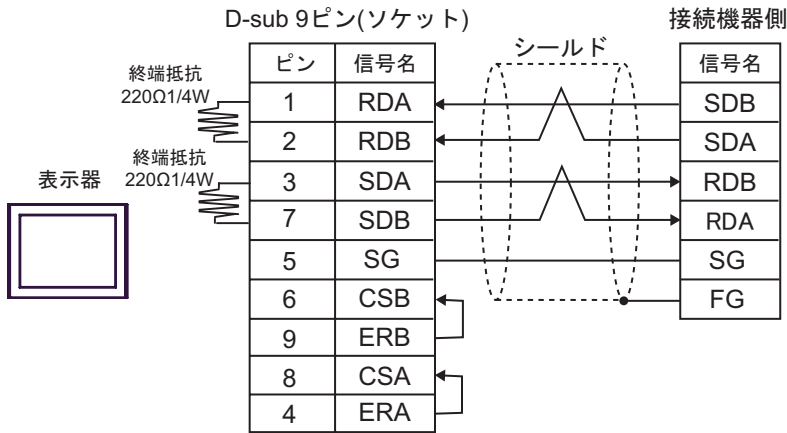 D-sub 9ピン(ソケット)
接続機器側
シールド
ピン 信号名
信号名
終端抵抗
220Ω1/4W
1 RDA
SDB
2 RDB
SDA
終端抵抗
220Ω1/4W
表示器
3 SDA
RDB
7 SDB
RDA
5 SG
SG
6 CSB
FG
9 ERB
8 CSA
4 ERA